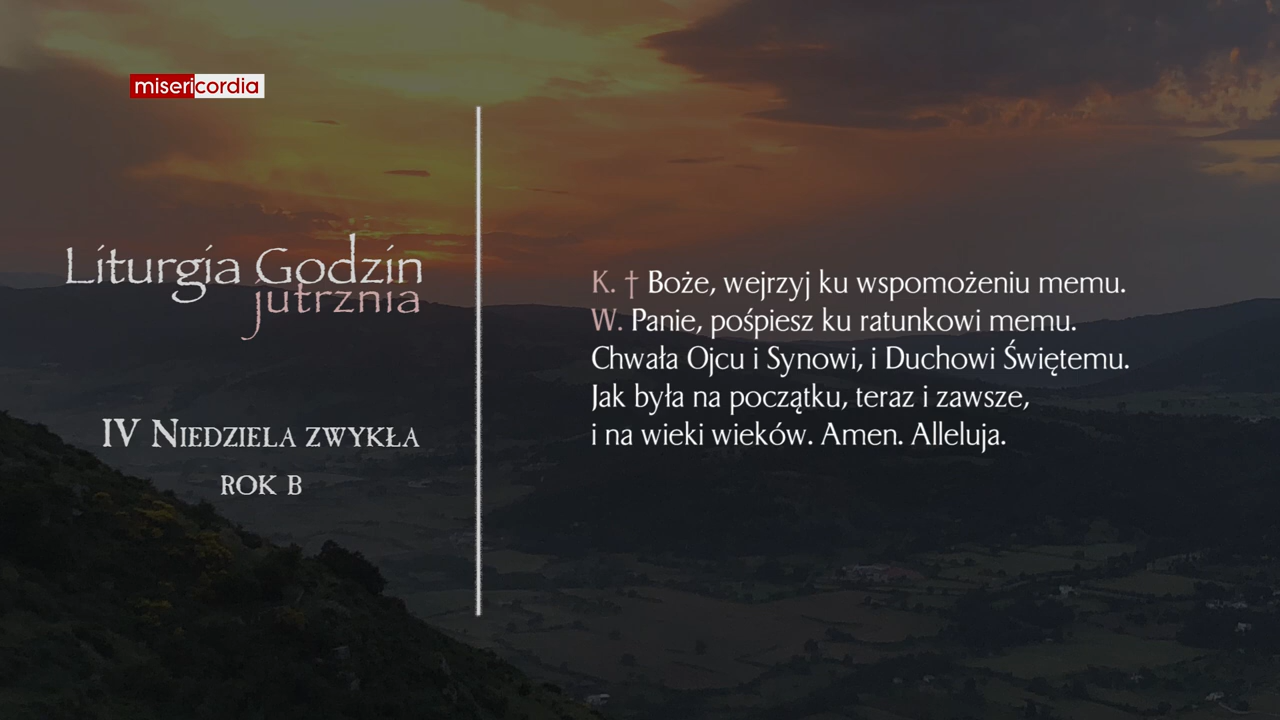 misericordia
Liturgia Godzin
jutrznia
IV Niedziela zwykła
rok B
K. † Boże, wejrzyj ku wspomożeniu memu.
W. Panie, pośpiesz ku ratunkowi memu.
Chwała Ojcu i Synowi, i Duchowi Świętemu.
Jak była na początku, teraz i zawsze,
i na wieki wieków. Amen. Alleluja.